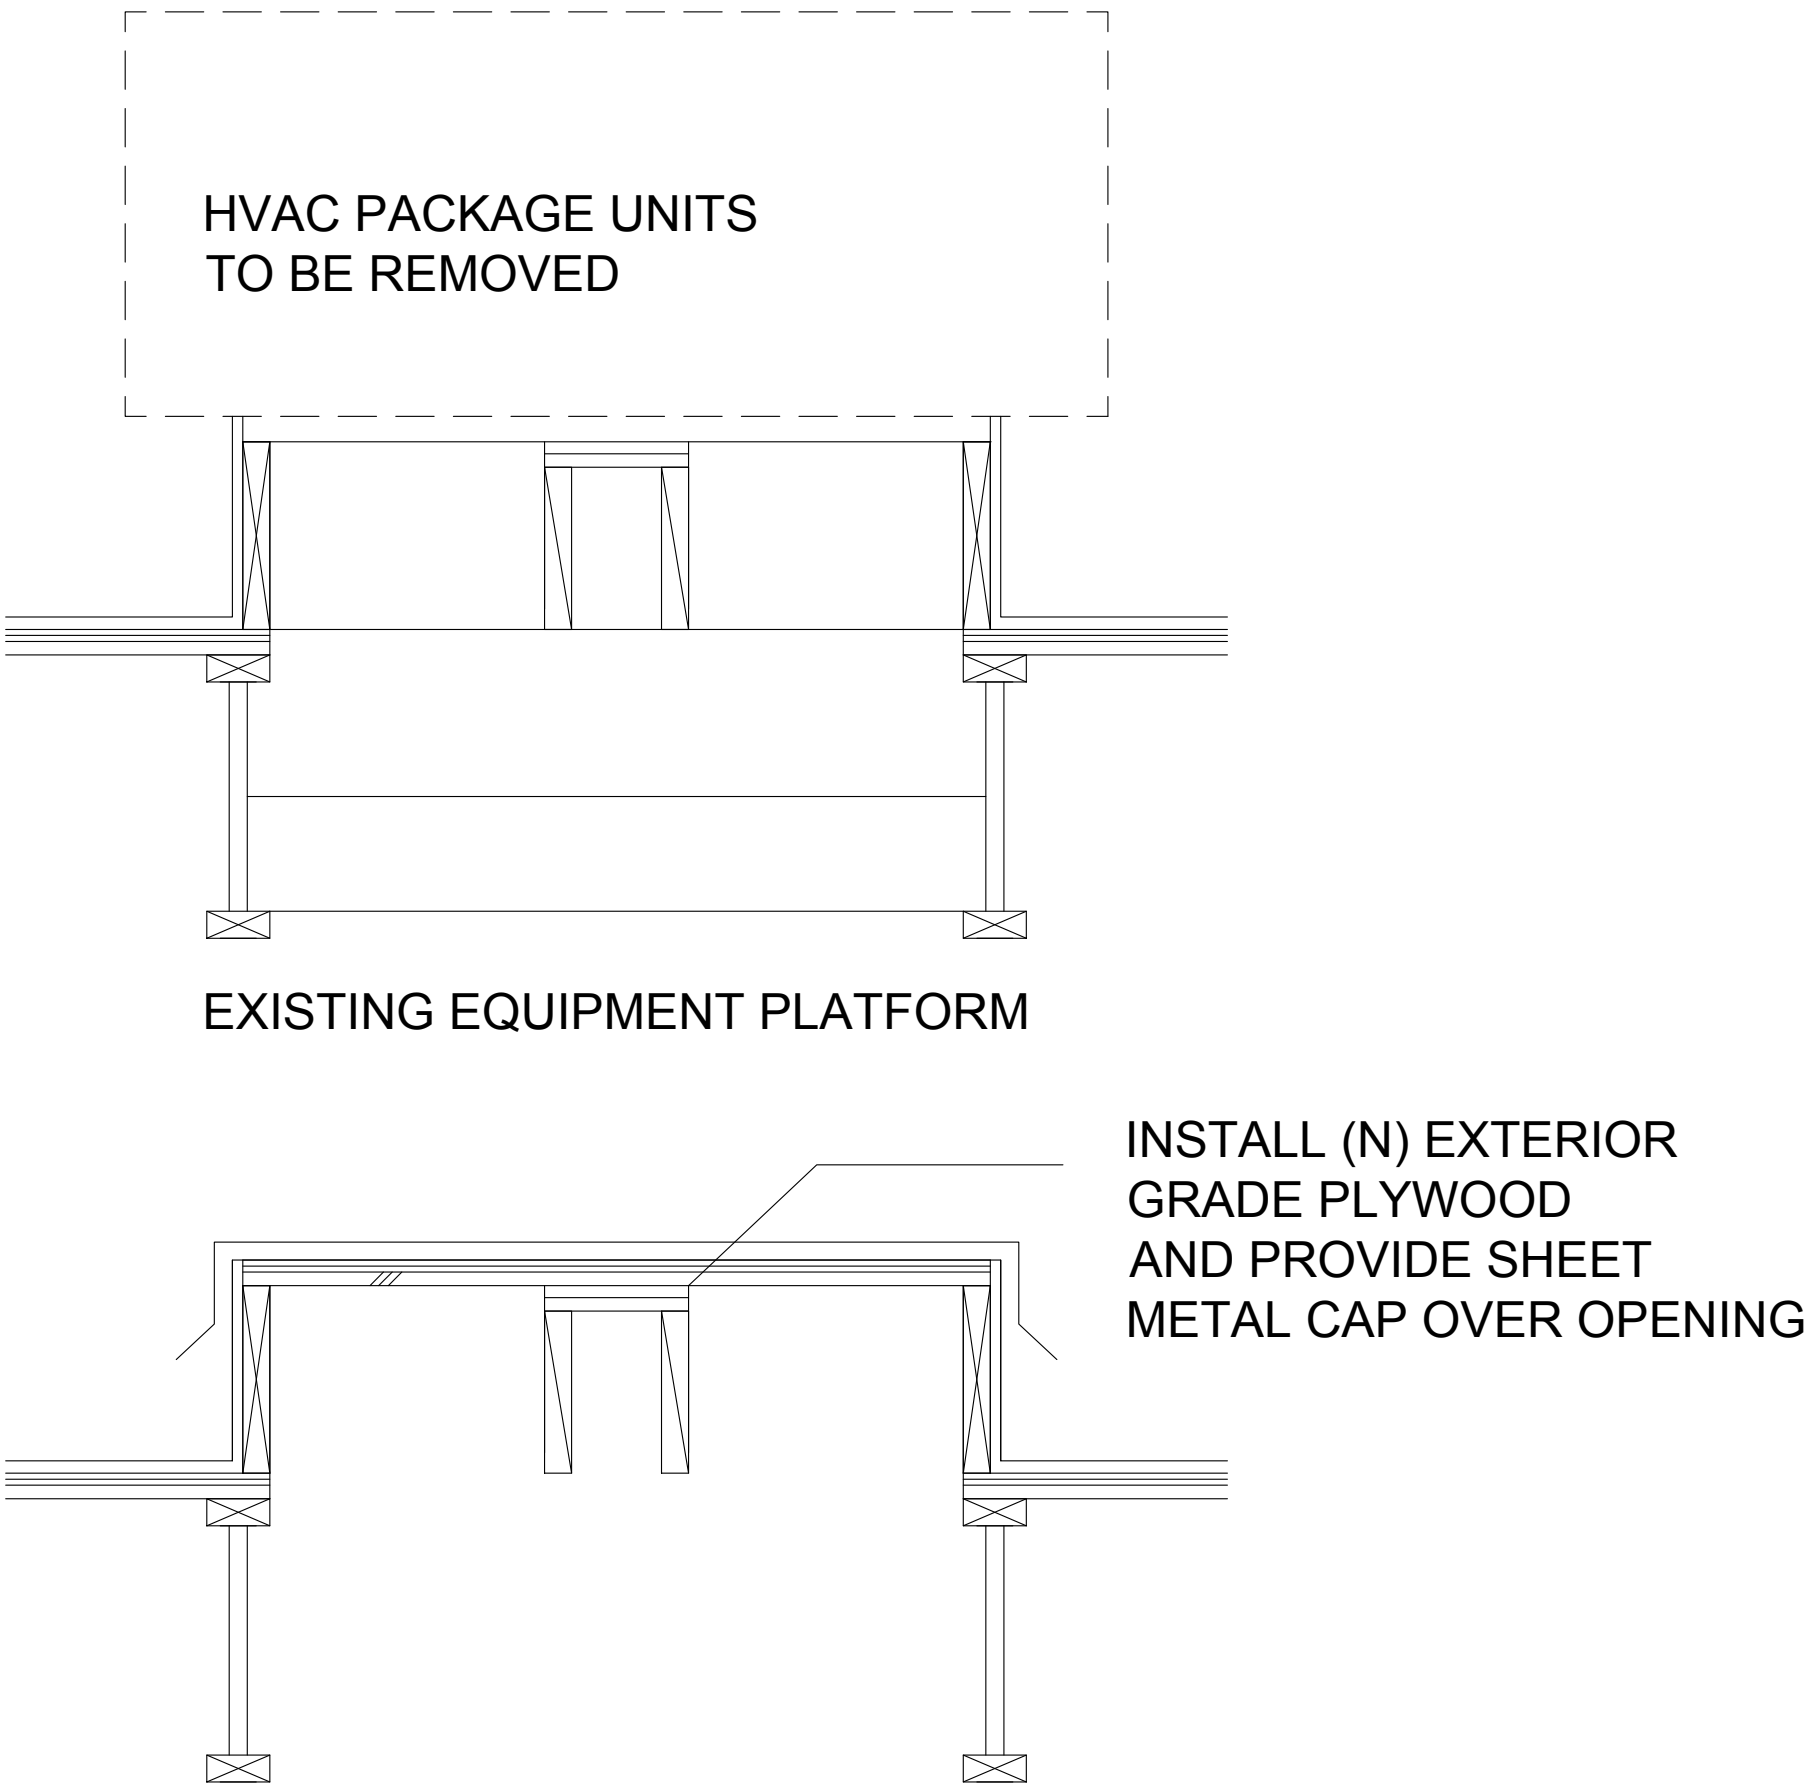 HVAC PACKAGE UNITS
TO BE REMOVED
EXISTING EQUIPMENT PLATFORM
INSTALL (N) EXTERIOR
GRADE PLYWOOD
AND PROVIDE SHEET
METAL CAP OVER OPENING